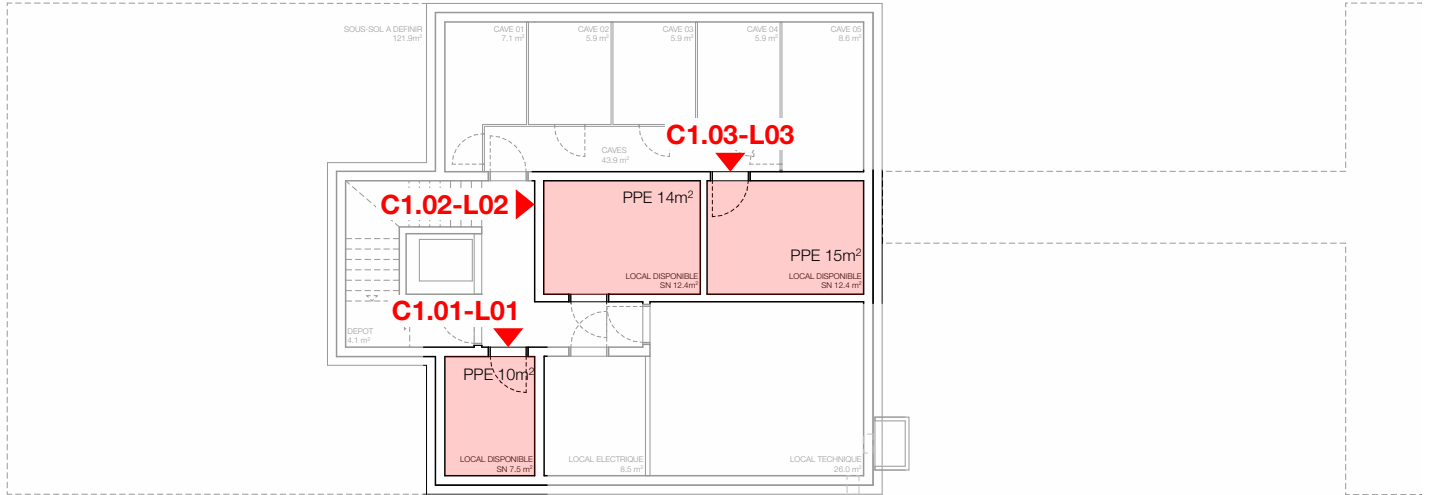 SOUS-SOL A DEFINIR
121.9m²
CAVE 01
7.1 m²
CAVE 02
5.9 m²
CAVE 03
5.9 m²
CAVE 04
5.9 m²
CAVE 05
8.6 m²
CAVES
43.9 m²
C1.03-L03
C1.02-L02
PPE 14m²
LOCAL DISPONIBLE
SN 12.4m²
PPE 15m²
LOCAL DISPONIBLE
SN 12.4 m²
C1.01-L01
DEPOT
4.1 m²
PPE 10m²
LOCAL DISPONIBLE
SN 7.5 m²
LOCAL ELECTRIQUE
8.5 m²
LOCAL TECHNIQUE
26.0 m²